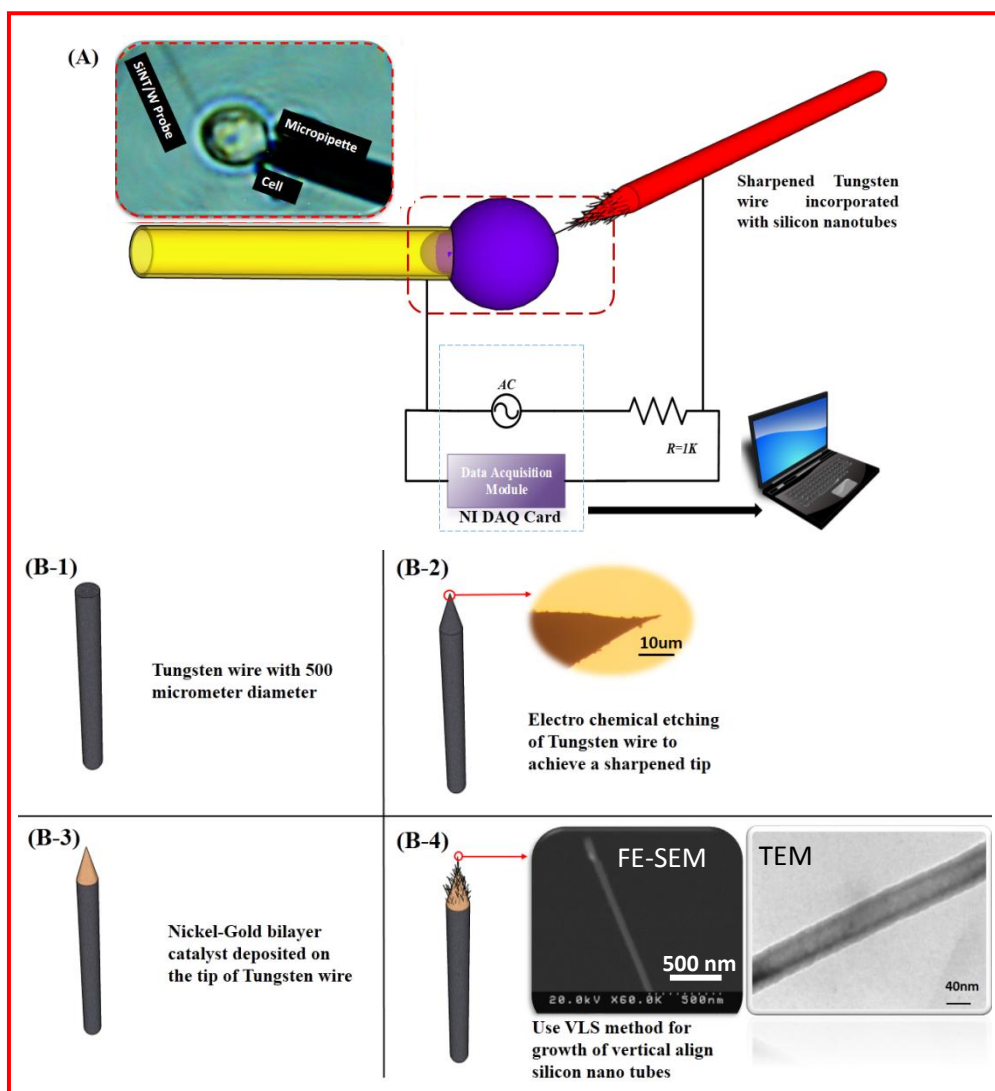 (A)
SiNT/W Probe
Micropipette
Cell
Sharpened Tungsten
wire incorporated
with silicon nanotubes
AC
R=1K
Data Acquisition
Module
NI DAQ Card
(B-1)
Tungsten wire with 500
micrometer diameter
(B-2)
10um
Electro chemical etching
of Tungsten wire to
achieve a sharpened tip
(B-3)
Nickel-Gold bilayer
catalyst deposited on
the tip of Tungsten wire
(B-4)
FE-SEM
500 nm
20.0kV X60.0K 500nm
TEM
40nm
Use VLS method for
growth of vertical align
silicon nano tubes